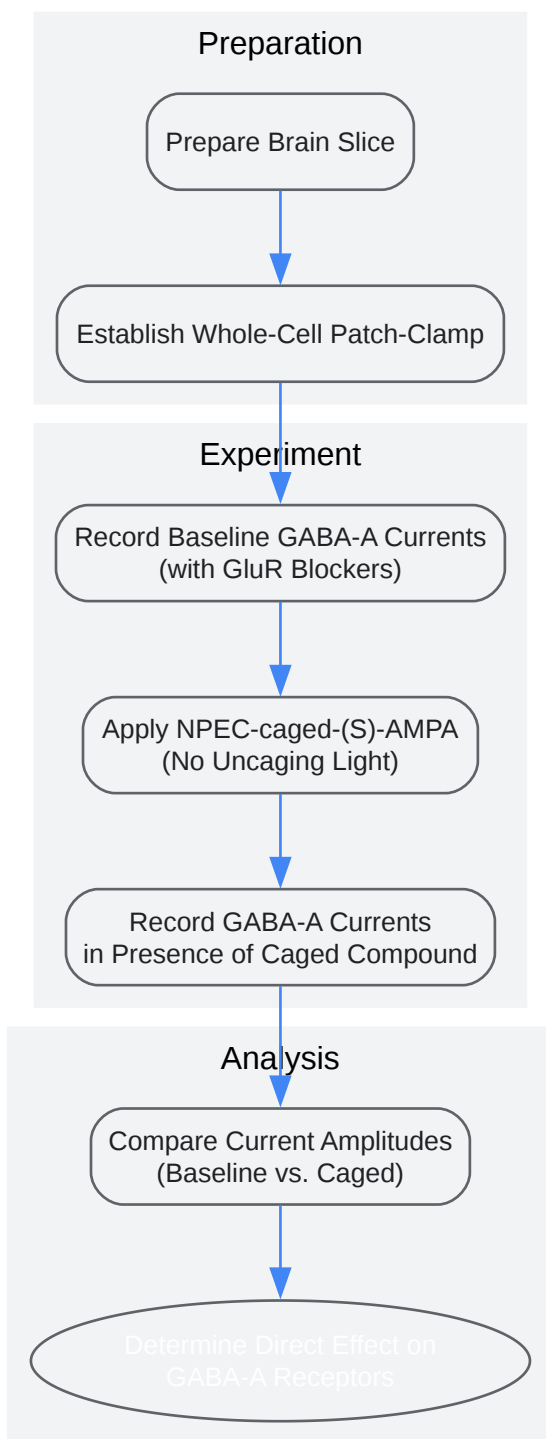 Preparation
Prepare Brain Slice
Establish Whole-Cell Patch-Clamp
Experiment
Record Baseline GABA-A Currents
(with GluR Blockers)
Apply NPEC-caged-(S)-AMPA
(No Uncaging Light)
Record GABA-A Currents
in Presence of Caged Compound
Analysis
Compare Current Amplitudes
(Baseline vs. Caged)
Determine Direct Effect on
GABA-A Receptors